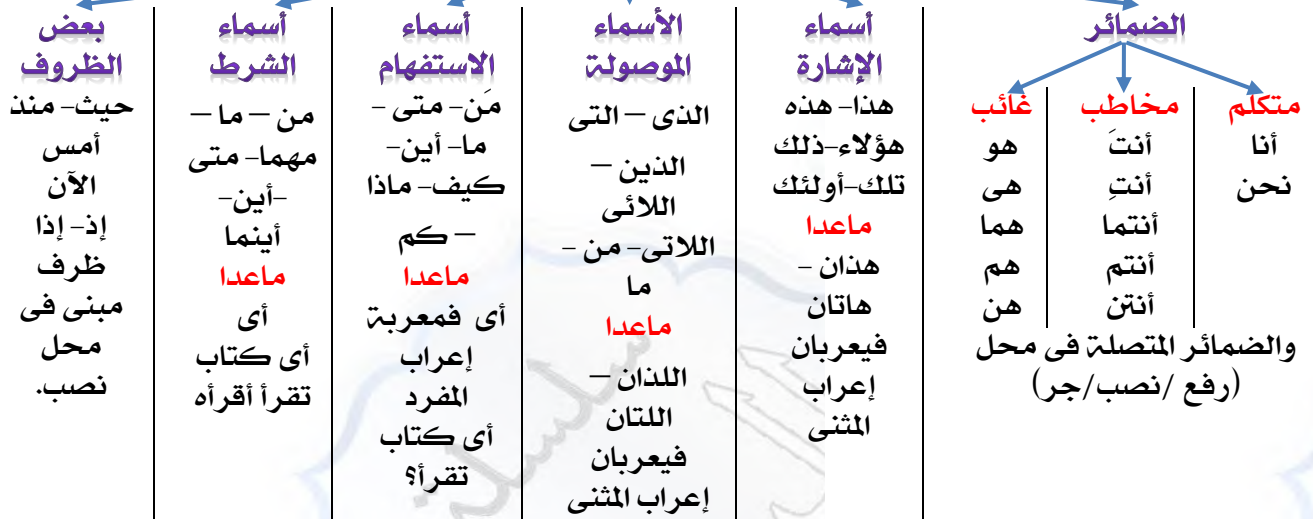 الضمائر
متكلم
أنا
نحن
مخاطب
أنتَ
أنتِ
أنتما
أنتم
أنتن
غائب
هو
هى
هما
هم
هن
والضمائر المتصلة فى محل
(رفع /نصب/جر)
أسماء
الإشارة
هذا- هذه
هؤلاء-ذلك
تلك-أولئك
ماعدا
هذان –
هاتان
فيعربان
إعراب
المثنى
الأسماء
الموصولة
الذى – التى
الذين –
اللائى
اللاتى- من -
ما
ماعدا
اللذان –
اللتان
فيعربان
إعراب المثنى
أسماء
الاستفهام
مَن- متى -
ما- أين-
كيف- ماذا
– كم
ماعدا
أى فمعربة
إعراب
المفرد
أى كتاب
تقرأ؟
أسماء
الشرط
من – ما –
مهما- متى
-أين-
أينما
ماعدا
أى
أى كتاب
تقرأ أقرأه
بعض
الظروف
حيث- منذ
أمس
الآن
إذ- إذا
ظرف
مبنى فى
محل
نصب.
سلسلة